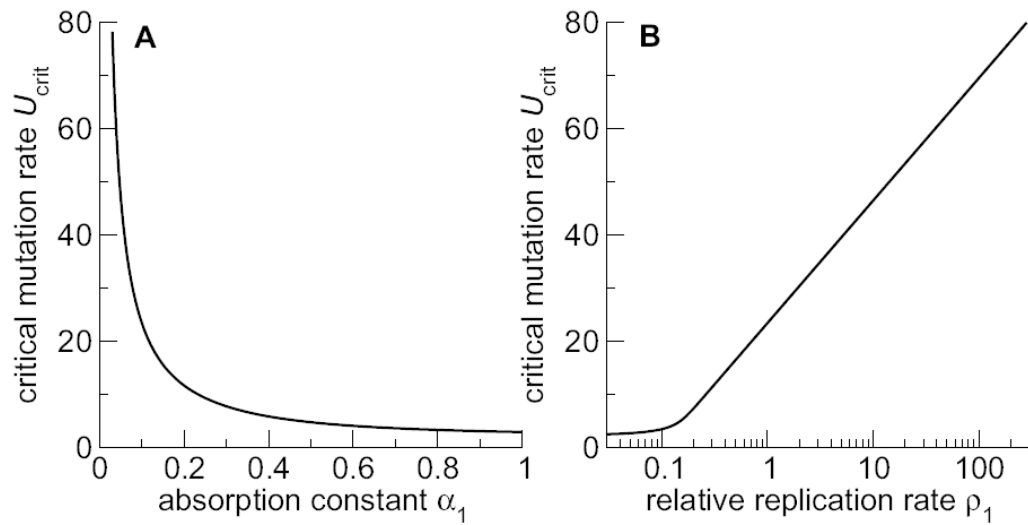 A
critical mutation rate U_crit
80
60
40
20
0
0 0.2 0.4 0.6 0.8 1
absorption constant α₁
B
critical mutation rate U_crit
80
60
40
20
0
0.1 1 10 100
relative replication rate ρ₁